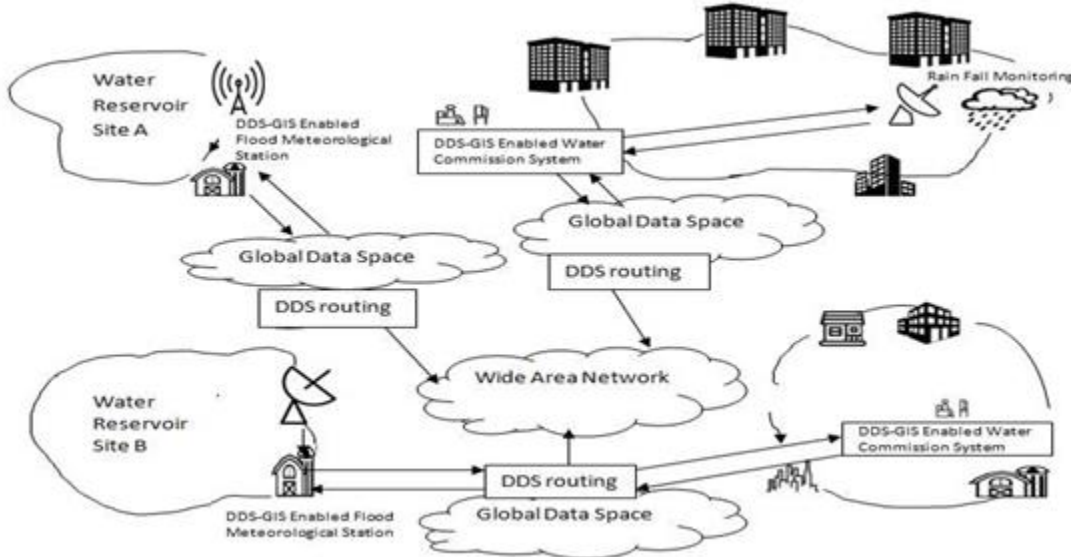 Water
Reservoir
Site A
DDS-GIS Enabled
Flood Meteorological
Station
Rain Fall Monitoring
DDS-GIS Enabled Water
Commission System
Global Data Space
DDS routing
Global Data Space
DDS routing
Wide Area Network
Water
Reservoir
Site B
DDS-GIS Enabled Flood
Meteorological Station
DDS routing
Global Data Space
DDS-GIS Enabled Water
Commission System